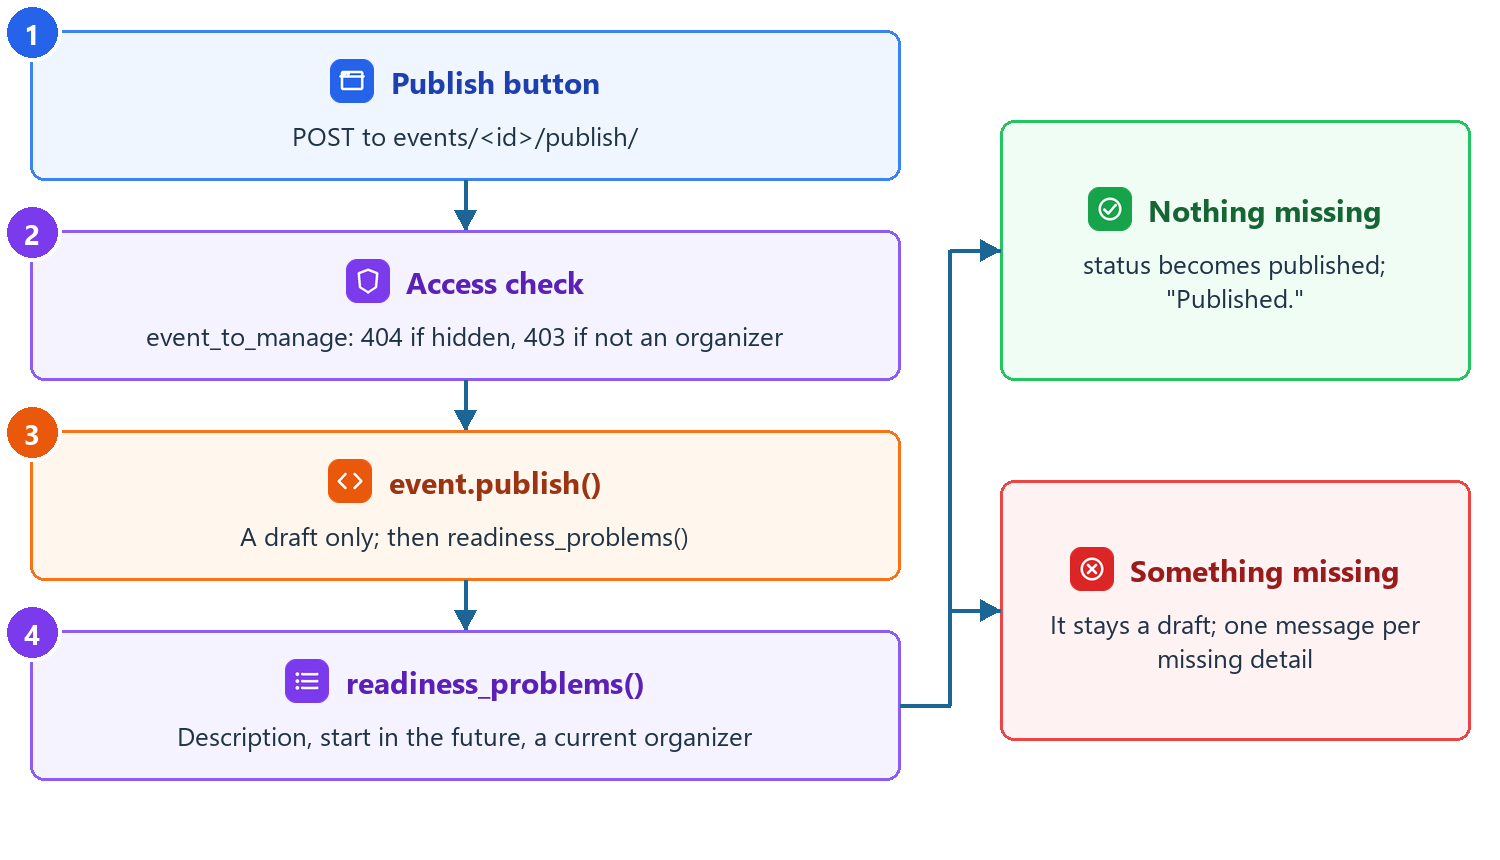 1
Publish button
POST to events/<id>/publish/
2
Access check
event_to_manage: 404 if hidden, 403 if not an organizer
3
event.publish()
A draft only; then readiness_problems()
4
readiness_problems()
Description, start in the future, a current organizer
Nothing missing
status becomes published;
"Published."
Something missing
It stays a draft; one message per
missing detail